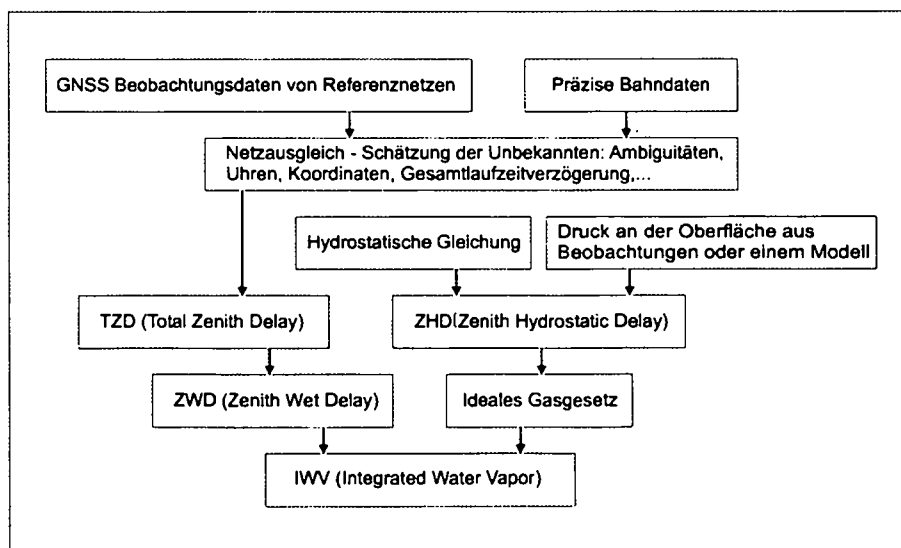 GNSS Beobachtungsdaten von Referenznetzen
Präzise Bahndaten
Netzausgleich - Schätzung der Unbekannten: Ambiguitäten,
Uhren, Koordinaten, Gesamtlaufzeitverzögerung,...
Hydrostatische Gleichung
Druck an der Oberfläche aus
Beobachtungen oder einem Modell
TZD (Total Zenith Delay)
ZHD(Zenith Hydrostatic Delay)
ZWD (Zenith Wet Delay)
Ideales Gasgesetz
IWV (Integrated Water Vapor)